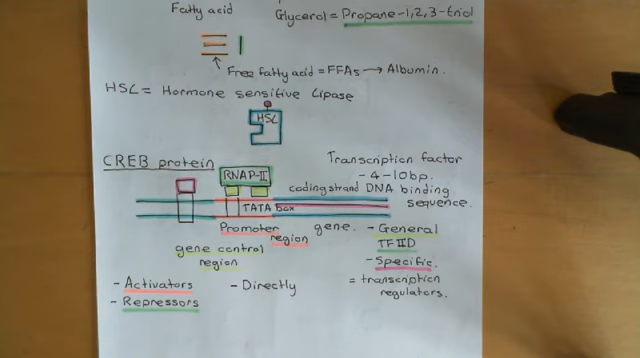 Fatty acid
Glycerol = Propane-1,2,3-triol
Free fatty acid = FFAs → Albumin.
HSL = Hormone sensitive Lipase
HSL
CREB protein
Transcription factor
- 4-10bp.
RNAP-II
coding strand DNA binding
sequence.
TATA box
Promoter
region
gene.
gene control
region
- General
TFIID
- Specific.
= transcription
regulators.
- Activators
- Repressors
- Directly